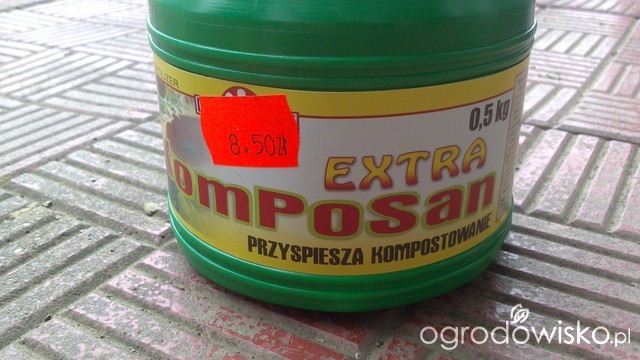 0,5 kg
8.50zł
EXTRA
KomPoSan
PRZYSPIESZA KOMPOSTOWANIE
ogrodowisko.pl